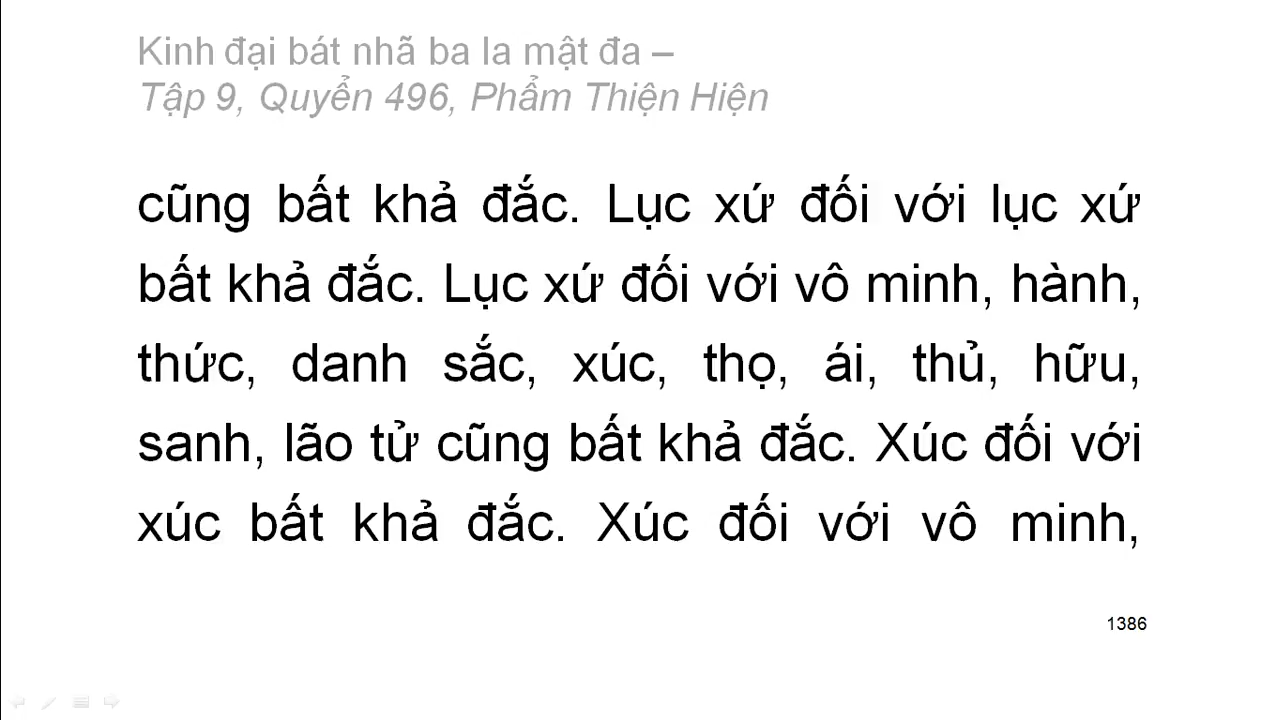 Kinh đại bát nhã ba la mật đa –
Tập 9, Quyển 496, Phẩm Thiện Hiện
cũng bất khả đắc. Lục xứ đối với lục xứ
bất khả đắc. Lục xứ đối với vô minh, hành,
thức, danh sắc, xúc, thọ, ái, thủ, hữu,
sanh, lão tử cũng bất khả đắc. Xúc đối với
xúc bất khả đắc. Xúc đối với vô minh,
1386